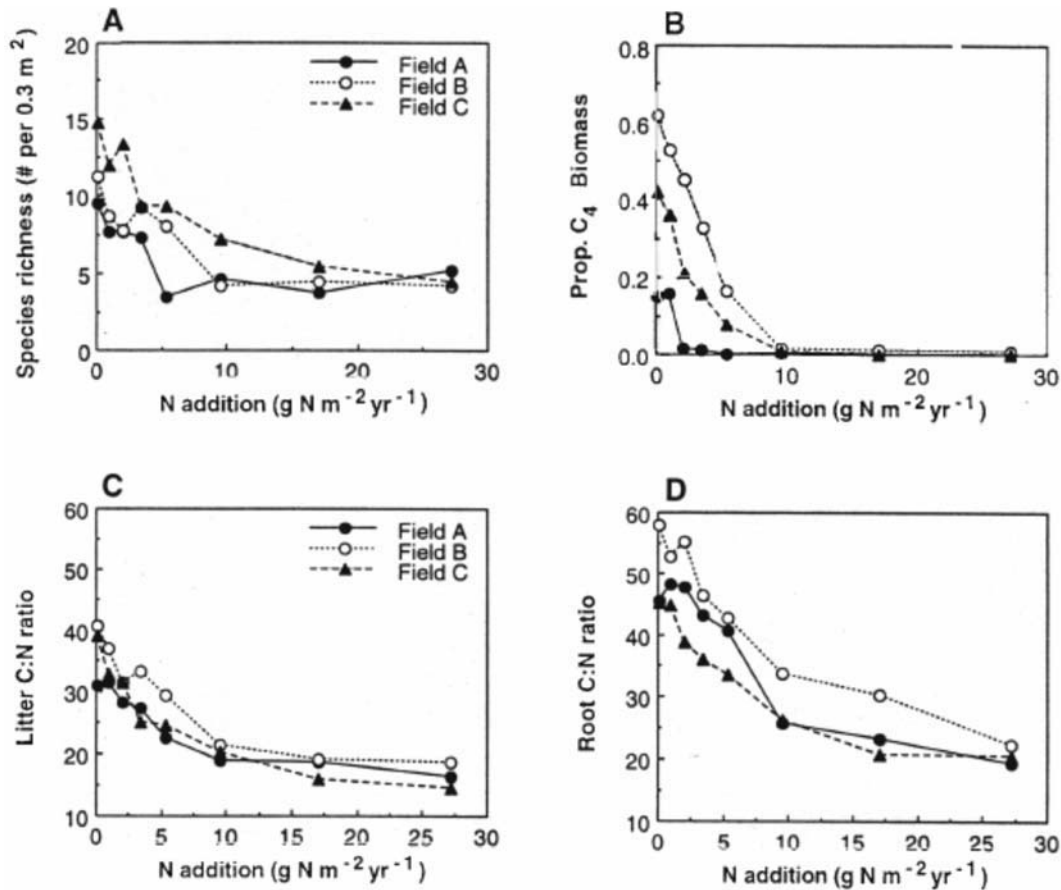 A
Species richness (# per 0.3 m²)
20
15
10
5
0
Field A
Field B
Field C
0 10 20 30
N addition (g N m⁻² yr⁻¹)
B
Prop. C₄ Biomass
0.8
0.6
0.4
0.2
0.0
0 10 20 30
N addition (g N m⁻² yr⁻¹)
C
Litter C:N ratio
60
50
40
30
20
10
Field A
Field B
Field C
0 5 10 15 20 25 30
N addition (g N m⁻² yr⁻¹)
D
Root C:N ratio
60
50
40
30
20
10
0 5 10 15 20 25 30
N addition (g N m⁻² yr⁻¹)